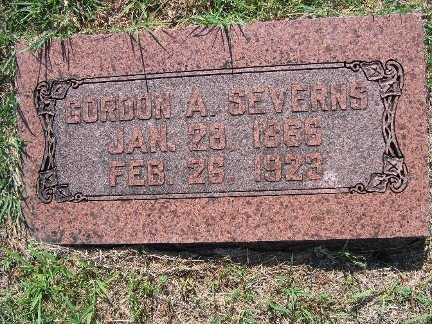 GORDON A. SEVERNS
JAN. 28. 1866
FEB. 26. 1923